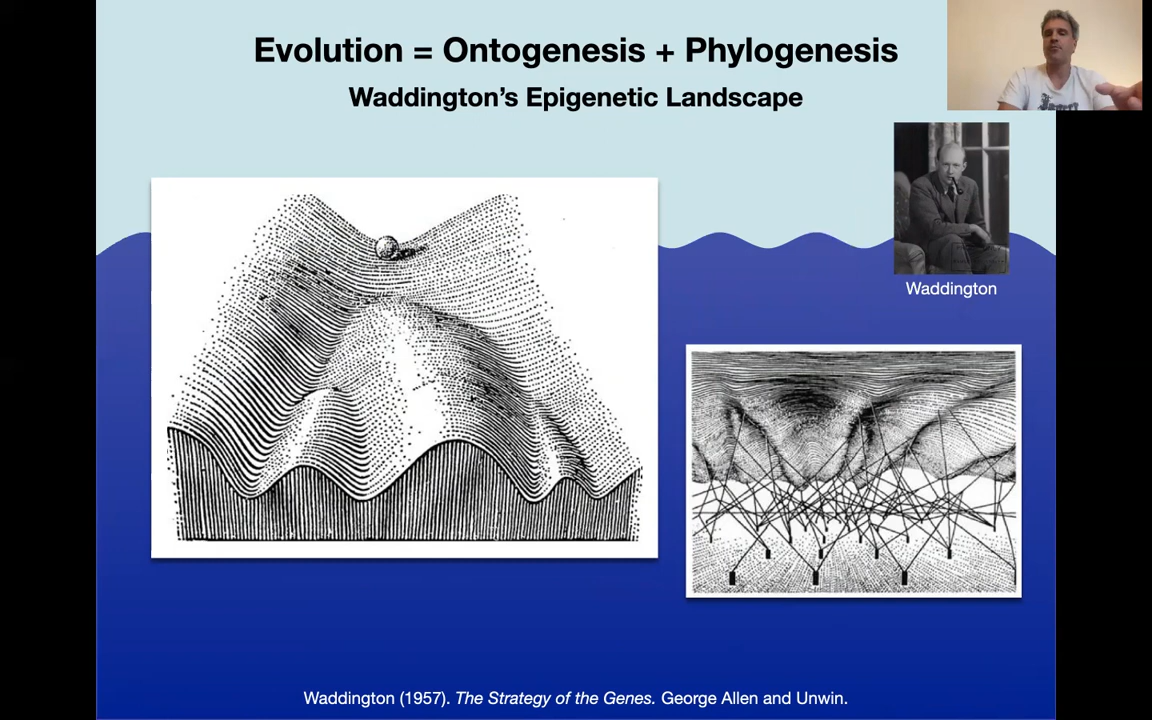 Evolution = Ontogenesis + Phylogenesis
Waddington's Epigenetic Landscape
Waddington
Waddington (1957). The Strategy of the Genes. George Allen and Unwin.